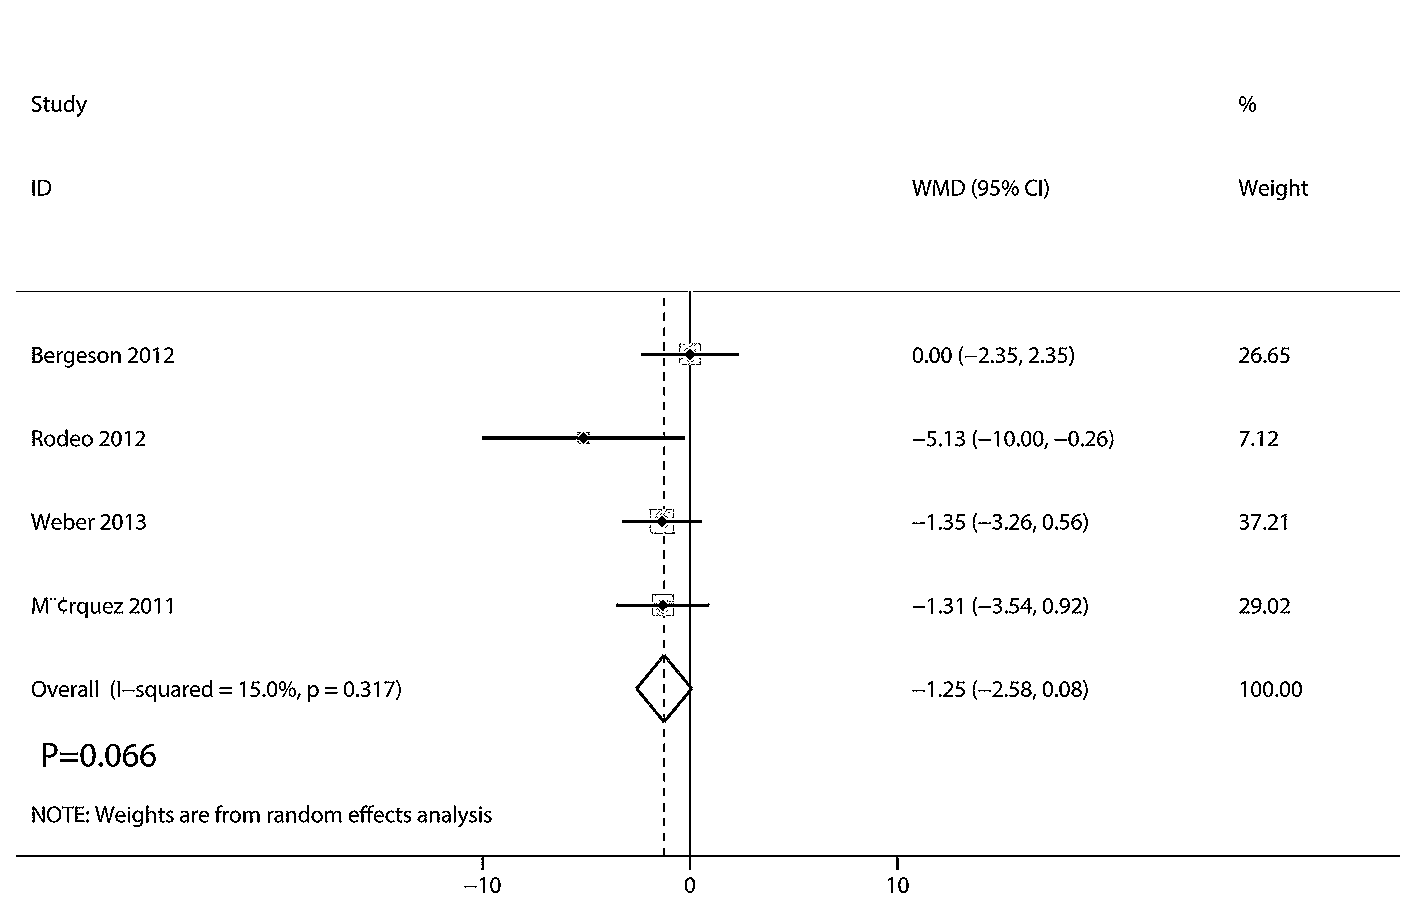 Study %
ID WMD (95% CI) Weight
Bergeson 2012 0.00 (−2.35, 2.35) 26.65
Rodeo 2012 −5.13 (−10.00, −0.26) 7.12
Weber 2013 −1.35 (−3.26, 0.56) 37.21
M¨¢rquez 2011 −1.31 (−3.54, 0.92) 29.02
Overall (I−squared = 15.0%, p = 0.317) −1.25 (−2.58, 0.08) 100.00
P=0.066
NOTE: Weights are from random effects analysis
−10 0 10